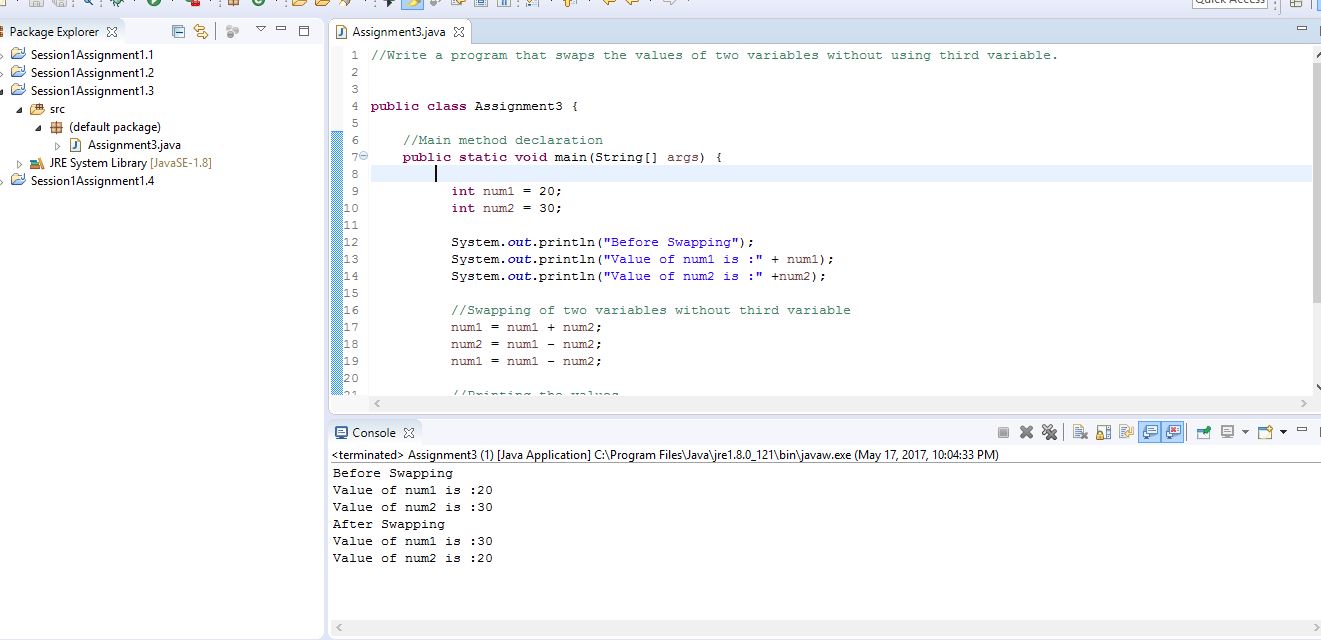 Quick Access
Package Explorer
Session1Assignment1.1
Session1Assignment1.2
Session1Assignment1.3
src
(default package)
Assignment3.java
JRE System Library [JavaSE-1.8]
Session1Assignment1.4
Assignment3.java
1 //Write a program that swaps the values of two variables without using third variable.
2
3
4 public class Assignment3 {
5
6 //Main method declaration
7 public static void main(String[] args) {
8
9 int num1 = 20;
10 int num2 = 30;
11
12 System.out.println("Before Swapping");
13 System.out.println("Value of num1 is :" + num1);
14 System.out.println("Value of num2 is :" +num2);
15
16 //Swapping of two variables without third variable
17 num1 = num1 + num2;
18 num2 = num1 - num2;
19 num1 = num1 - num2;
20
21 //Printing the values
Console
<terminated> Assignment3 (1) [Java Application] C:\Program Files\Java\jre1.8.0_121\bin\javaw.exe (May 17, 2017, 10:04:33 PM)
Before Swapping
Value of num1 is :20
Value of num2 is :30
After Swapping
Value of num1 is :30
Value of num2 is :20